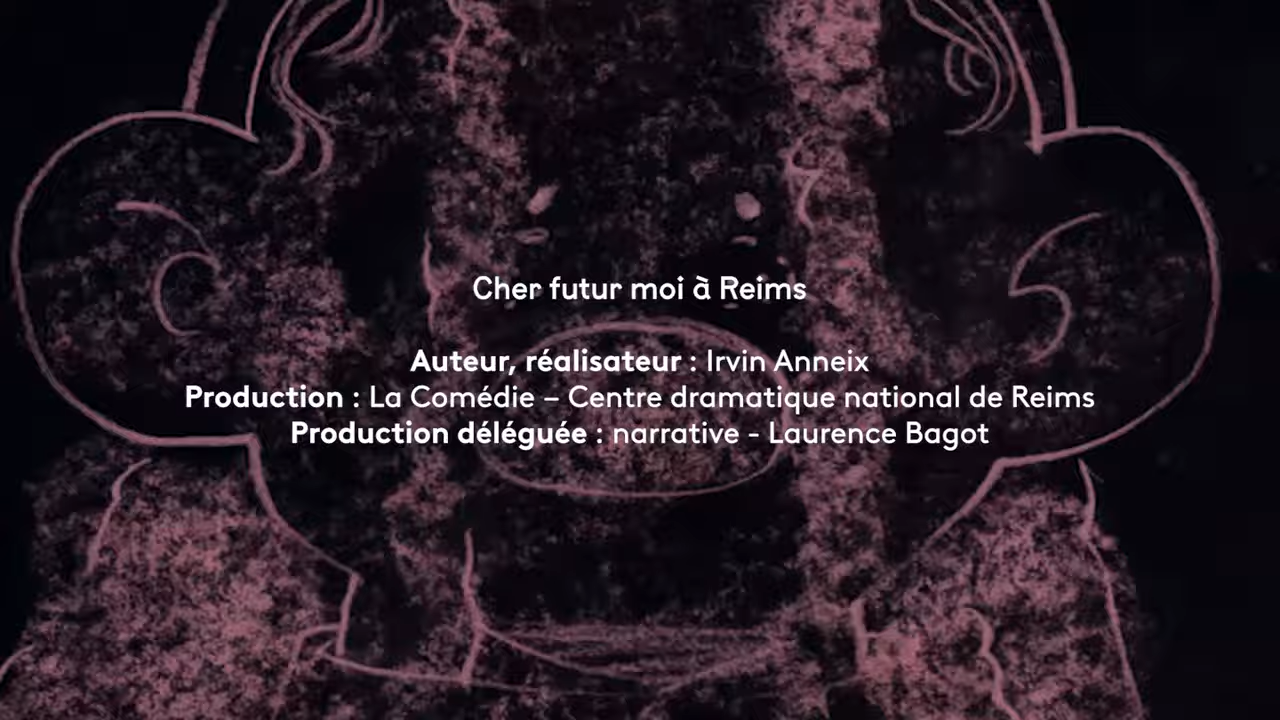 Cher futur moi à Reims
Auteur, réalisateur : Irvin Anneix
Production : La Comédie – Centre dramatique national de Reims
Production déléguée : narrative - Laurence Bagot